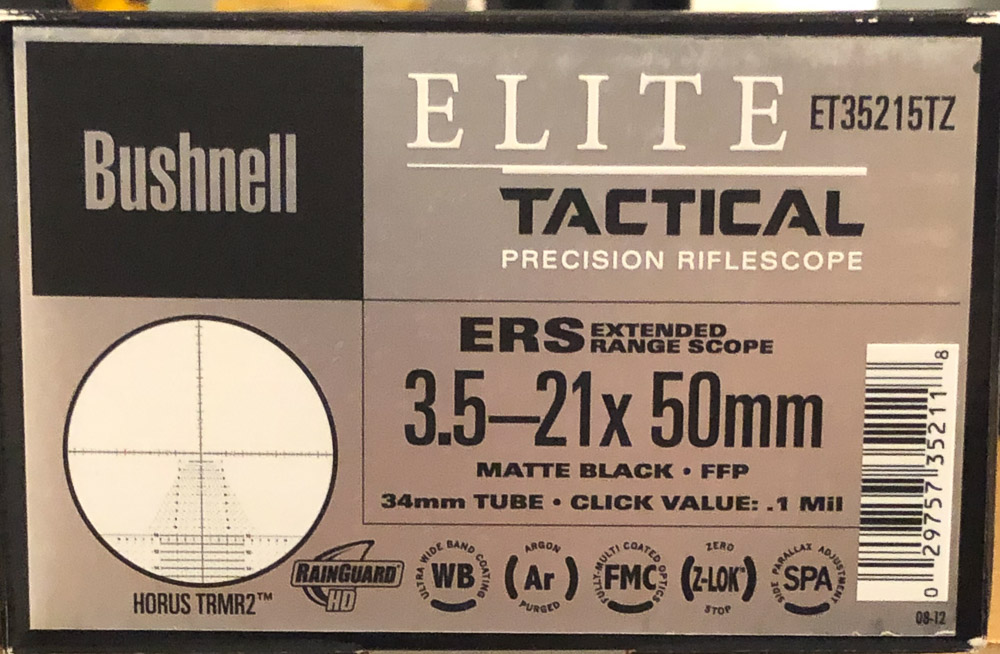 Bushnell
ELITE
ET35215TZ
TACTICAL
PRECISION RIFLESCOPE
ERS EXTENDED
RANGE SCOPE
3.5–21x 50mm
MATTE BLACK • FFP
34mm TUBE • CLICK VALUE: .1 Mil
HORUS TRMR2™
RAINGUARD®
HD
ULTRA WIDE BAND COATING
WB
ARGON
(Ar)
PURGED
FULLY-MULTI COATED OPTICS
FMC
ZERO
(Z-LOK™)
STOP
SIDE PARALLAX ADJUSTMENT
SPA
0 29757 35211 8
08-12